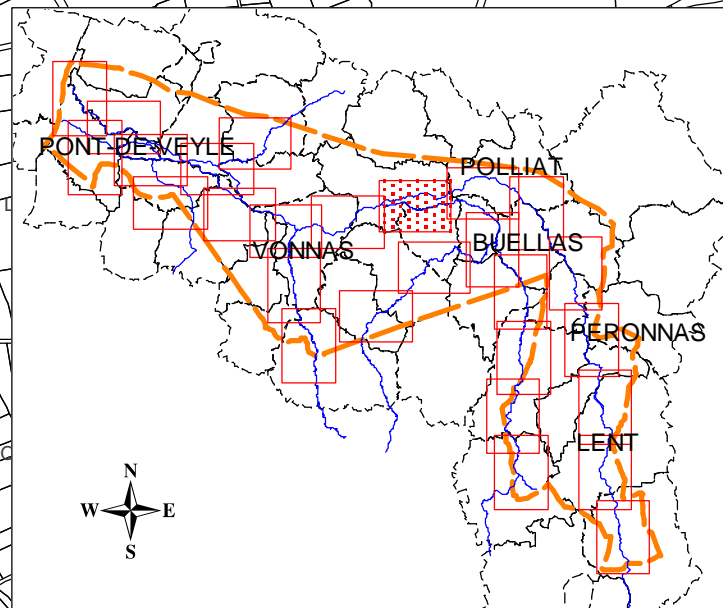 PONT-DE-VEYLE
POLLIAT
VONNAS
BUELLAS
PERONNAS
LENT
N
W E
S